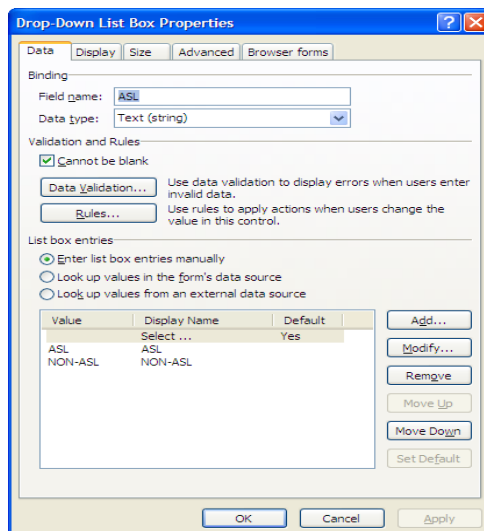 Drop-Down List Box Properties
Data Display Size Advanced Browser forms
Binding
Field name: ASL
Data type: Text (string)
Validation and Rules
Cannot be blank
Data Validation... Use data validation to display errors when users enter
invalid data.
Rules... Use rules to apply actions when users change the
value in this control.
List box entries
Enter list box entries manually
Look up values in the form's data source
Look up values from an external data source
Value Display Name Default
Select ... Yes
ASL ASL
NON-ASL NON-ASL
Add...
Modify...
Remove
Move Up
Move Down
Set Default
OK Cancel Apply